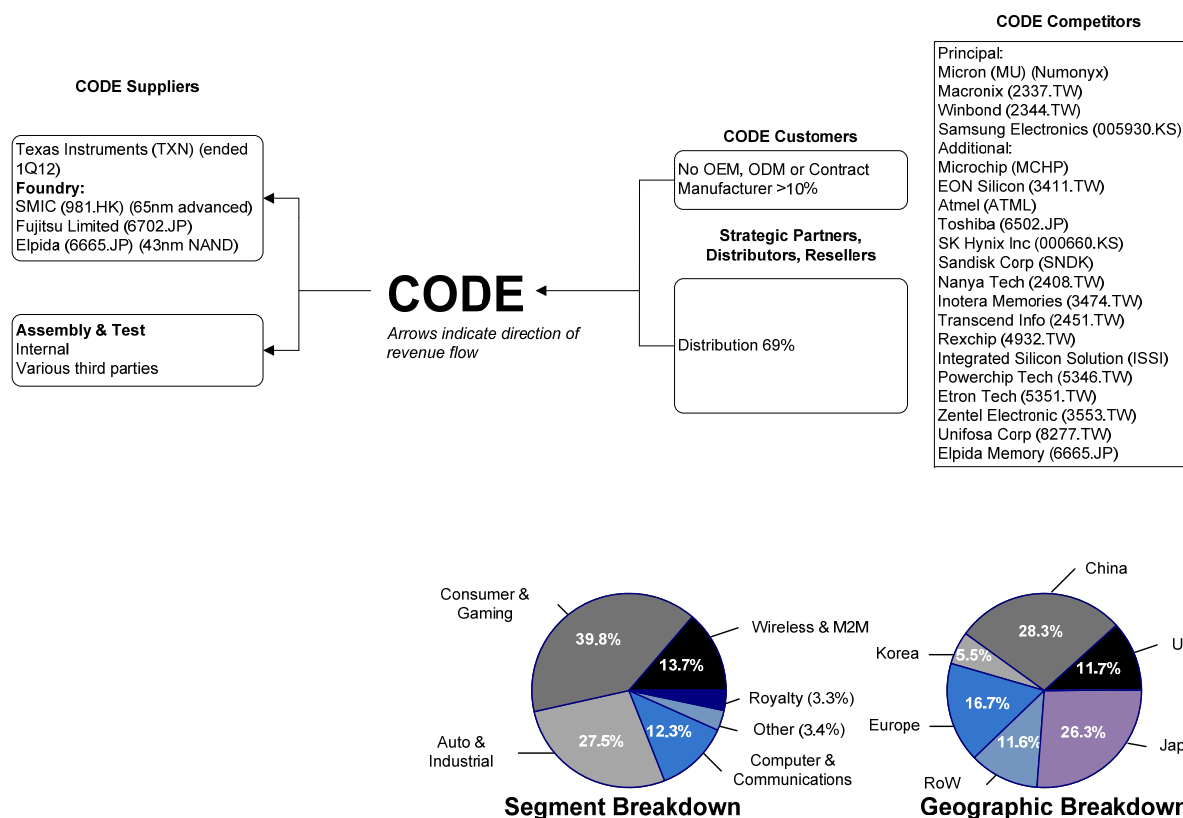 CODE Competitors
Principal:
Micron (MU) (Numonyx)
Macronix (2337.TW)
Winbond (2344.TW)
Samsung Electronics (005930.KS)
Additional:
Microchip (MCHP)
EON Silicon (3411.TW)
Atmel (ATML)
Toshiba (6502.JP)
SK Hynix Inc (000660.KS)
Sandisk Corp (SNDK)
Nanya Tech (2408.TW)
Inotera Memories (3474.TW)
Transcend Info (2451.TW)
Rexchip (4932.TW)
Integrated Silicon Solution (ISSI)
Powerchip Tech (5346.TW)
Etron Tech (5351.TW)
Zentel Electronic (3553.TW)
Unifosa Corp (8277.TW)
Elpida Memory (6665.JP)
CODE Suppliers
Texas Instruments (TXN) (ended
1Q12)
Foundry:
SMIC (981.HK) (65nm advanced)
Fujitsu Limited (6702.JP)
Elpida (6665.JP) (43nm NAND)
Assembly & Test
Internal
Various third parties
CODE
Arrows indicate direction of
revenue flow
CODE Customers
No OEM, ODM or Contract
Manufacturer >10%
Strategic Partners,
Distributors, Resellers
Distribution 69%
Consumer &
Gaming
39.8%
Wireless & M2M
13.7%
Royalty (3.3%)
Other (3.4%)
12.3%
Computer &
Communications
27.5%
Auto &
Industrial
Segment Breakdown
China
28.3%
U
11.7%
Korea
5.5%
Europe
16.7%
RoW
11.6%
26.3%
Jap
Geographic Breakdown